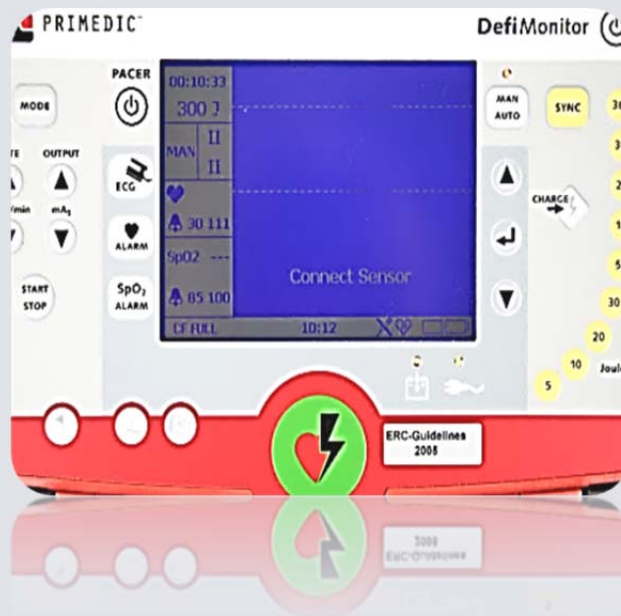 PRIMEDIC™
DefiMonitor
MODE
PACER
00:10:33
300 J
MAN
II
II
30 111
SpO2 ---
85 100
CF FULL
10:12
Connect Sensor
OUTPUT
mA
/min
START
STOP
ECG
ALARM
SpO₂
ALARM
MAN
AUTO
SYNC
CHARGE
30
20
10
5
Joule
ERC-Guidelines
2005